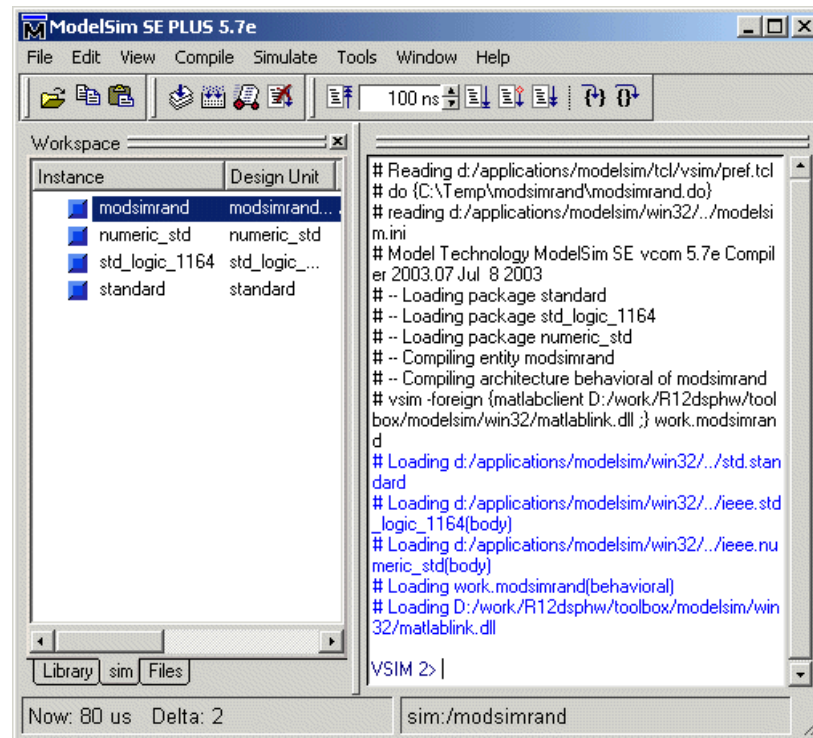 ModelSim SE PLUS 5.7e
File Edit View Compile Simulate Tools Window Help
100 ns
Workspace
Instance Design Unit
modsimrand modsimrand...
numeric_std numeric_std
std_logic_1164 std_logic_...
standard standard
Library sim Files
# Reading d:/applications/modelsim/tcl/vsim/pref.tcl
# do {C:\Temp\modsimrand\modsimrand.do}
# reading d:/applications/modelsim/win32/../modelsi
m.ini
# Model Technology ModelSim SE vcom 5.7e Compil
er 2003.07 Jul 8 2003
# -- Loading package standard
# -- Loading package std_logic_1164
# -- Loading package numeric_std
# -- Compiling entity modsimrand
# -- Compiling architecture behavioral of modsimrand
# vsim -foreign {matlabclient D:/work/R12dsphw/tool
box/modelsim/win32/matlablink.dll ;} work.modsimran
d
# Loading d:/applications/modelsim/win32/../std.stan
dard
# Loading d:/applications/modelsim/win32/../ieee.std
_logic_1164(body)
# Loading d:/applications/modelsim/win32/../ieee.nu
meric_std(body)
# Loading work.modsimrand(behavioral)
# Loading D:/work/R12dsphw/toolbox/modelsim/win
32/matlablink.dll
VSIM 2>
Now: 80 us Delta: 2
sim:/modsimrand